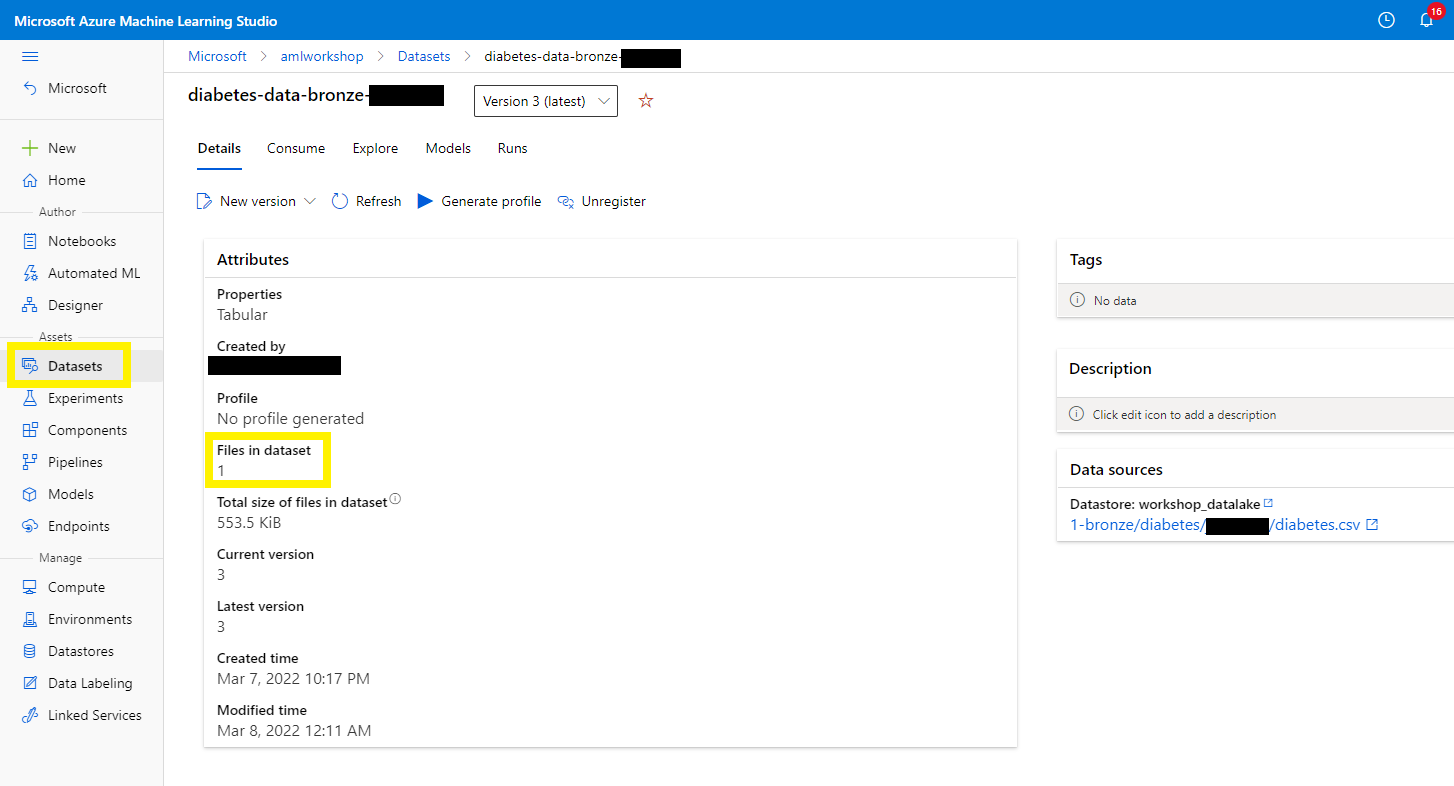 Microsoft Azure Machine Learning Studio
16
Microsoft
New
Home
Author
Notebooks
Automated ML
Designer
Assets
Datasets
Experiments
Components
Pipelines
Models
Endpoints
Manage
Compute
Environments
Datastores
Data Labeling
Linked Services
Microsoft > amlworkshop > Datasets > diabetes-data-bronze-
diabetes-data-bronze-
Version 3 (latest)
Details Consume Explore Models Runs
New version Refresh Generate profile Unregister
Attributes
Properties
Tabular
Created by
Profile
No profile generated
Files in dataset
1
Total size of files in dataset
553.5 KiB
Current version
3
Latest version
3
Created time
Mar 7, 2022 10:17 PM
Modified time
Mar 8, 2022 12:11 AM
Tags
No data
Description
Click edit icon to add a description
Data sources
Datastore: workshop_datalake
1-bronze/diabetes/ /diabetes.csv